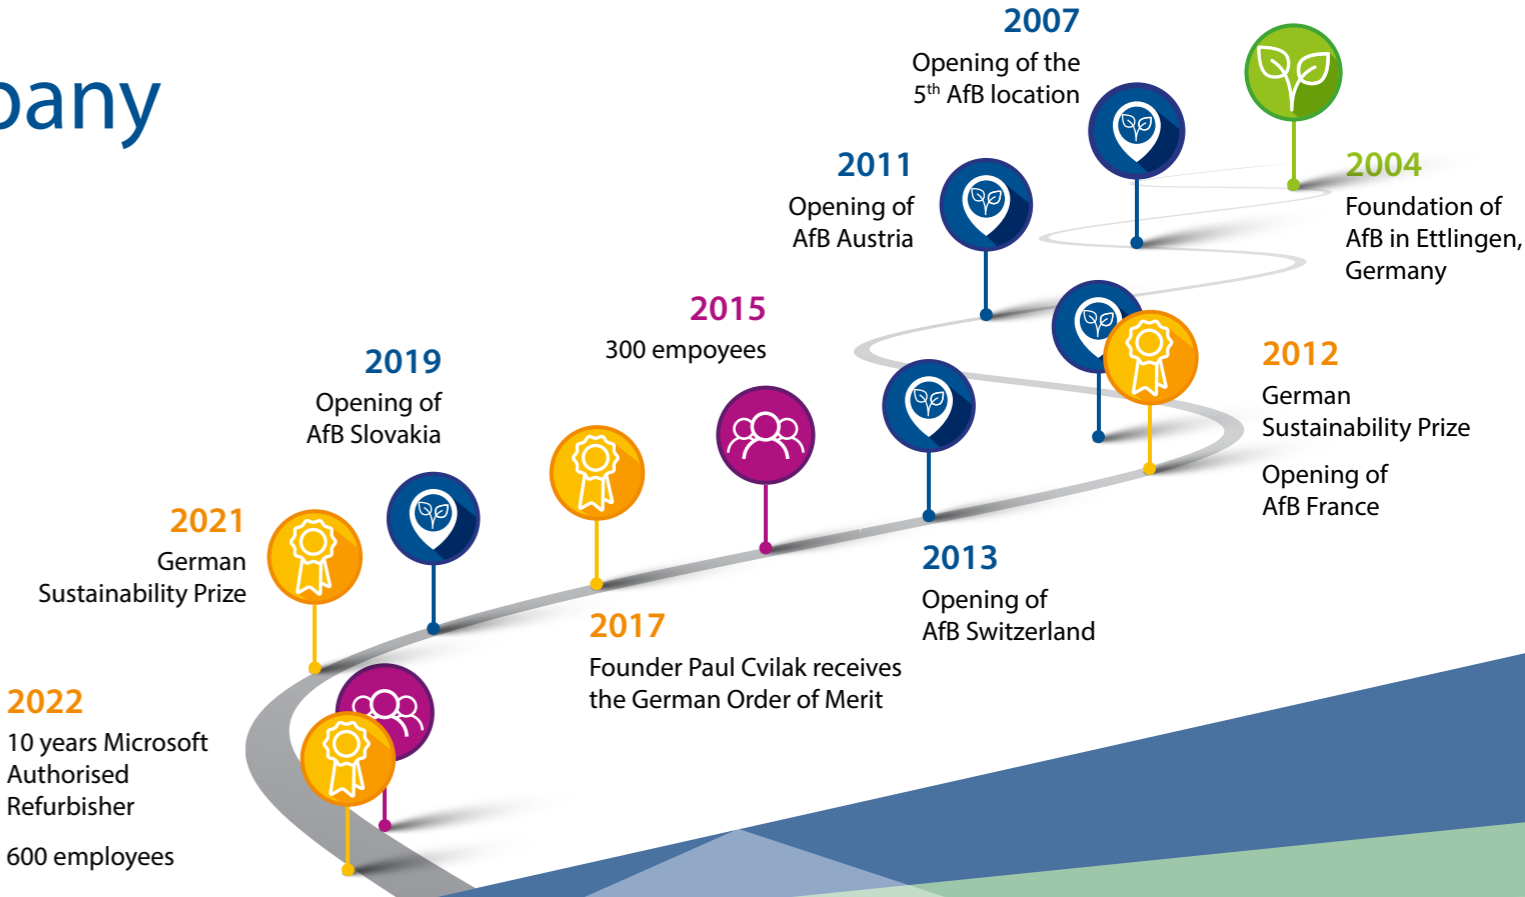 pany
2007
Opening of the
5th AfB location
2004
Foundation of
AfB in Ettlingen,
Germany
2011
Opening of
AfB Austria
2012
German
Sustainability Prize
Opening of
AfB France
2015
300 empoyees
2013
Opening of
AfB Switzerland
2019
Opening of
AfB Slovakia
2017
Founder Paul Cvilak receives
the German Order of Merit
2021
German
Sustainability Prize
2022
10 years Microsoft
Authorised
Refurbisher
600 employees